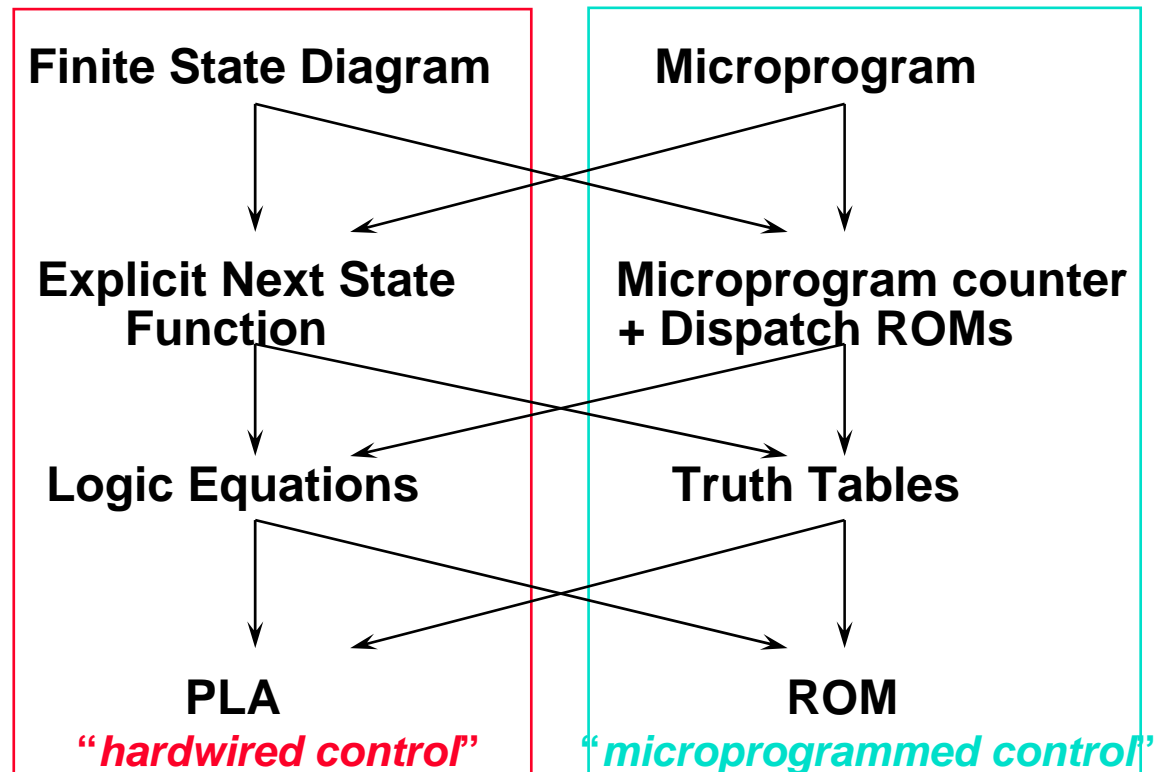 Finite State Diagram
Microprogram
Explicit Next State
Function
Microprogram counter
+ Dispatch ROMs
Logic Equations
Truth Tables
PLA
“hardwired control”
ROM
“microprogrammed control”